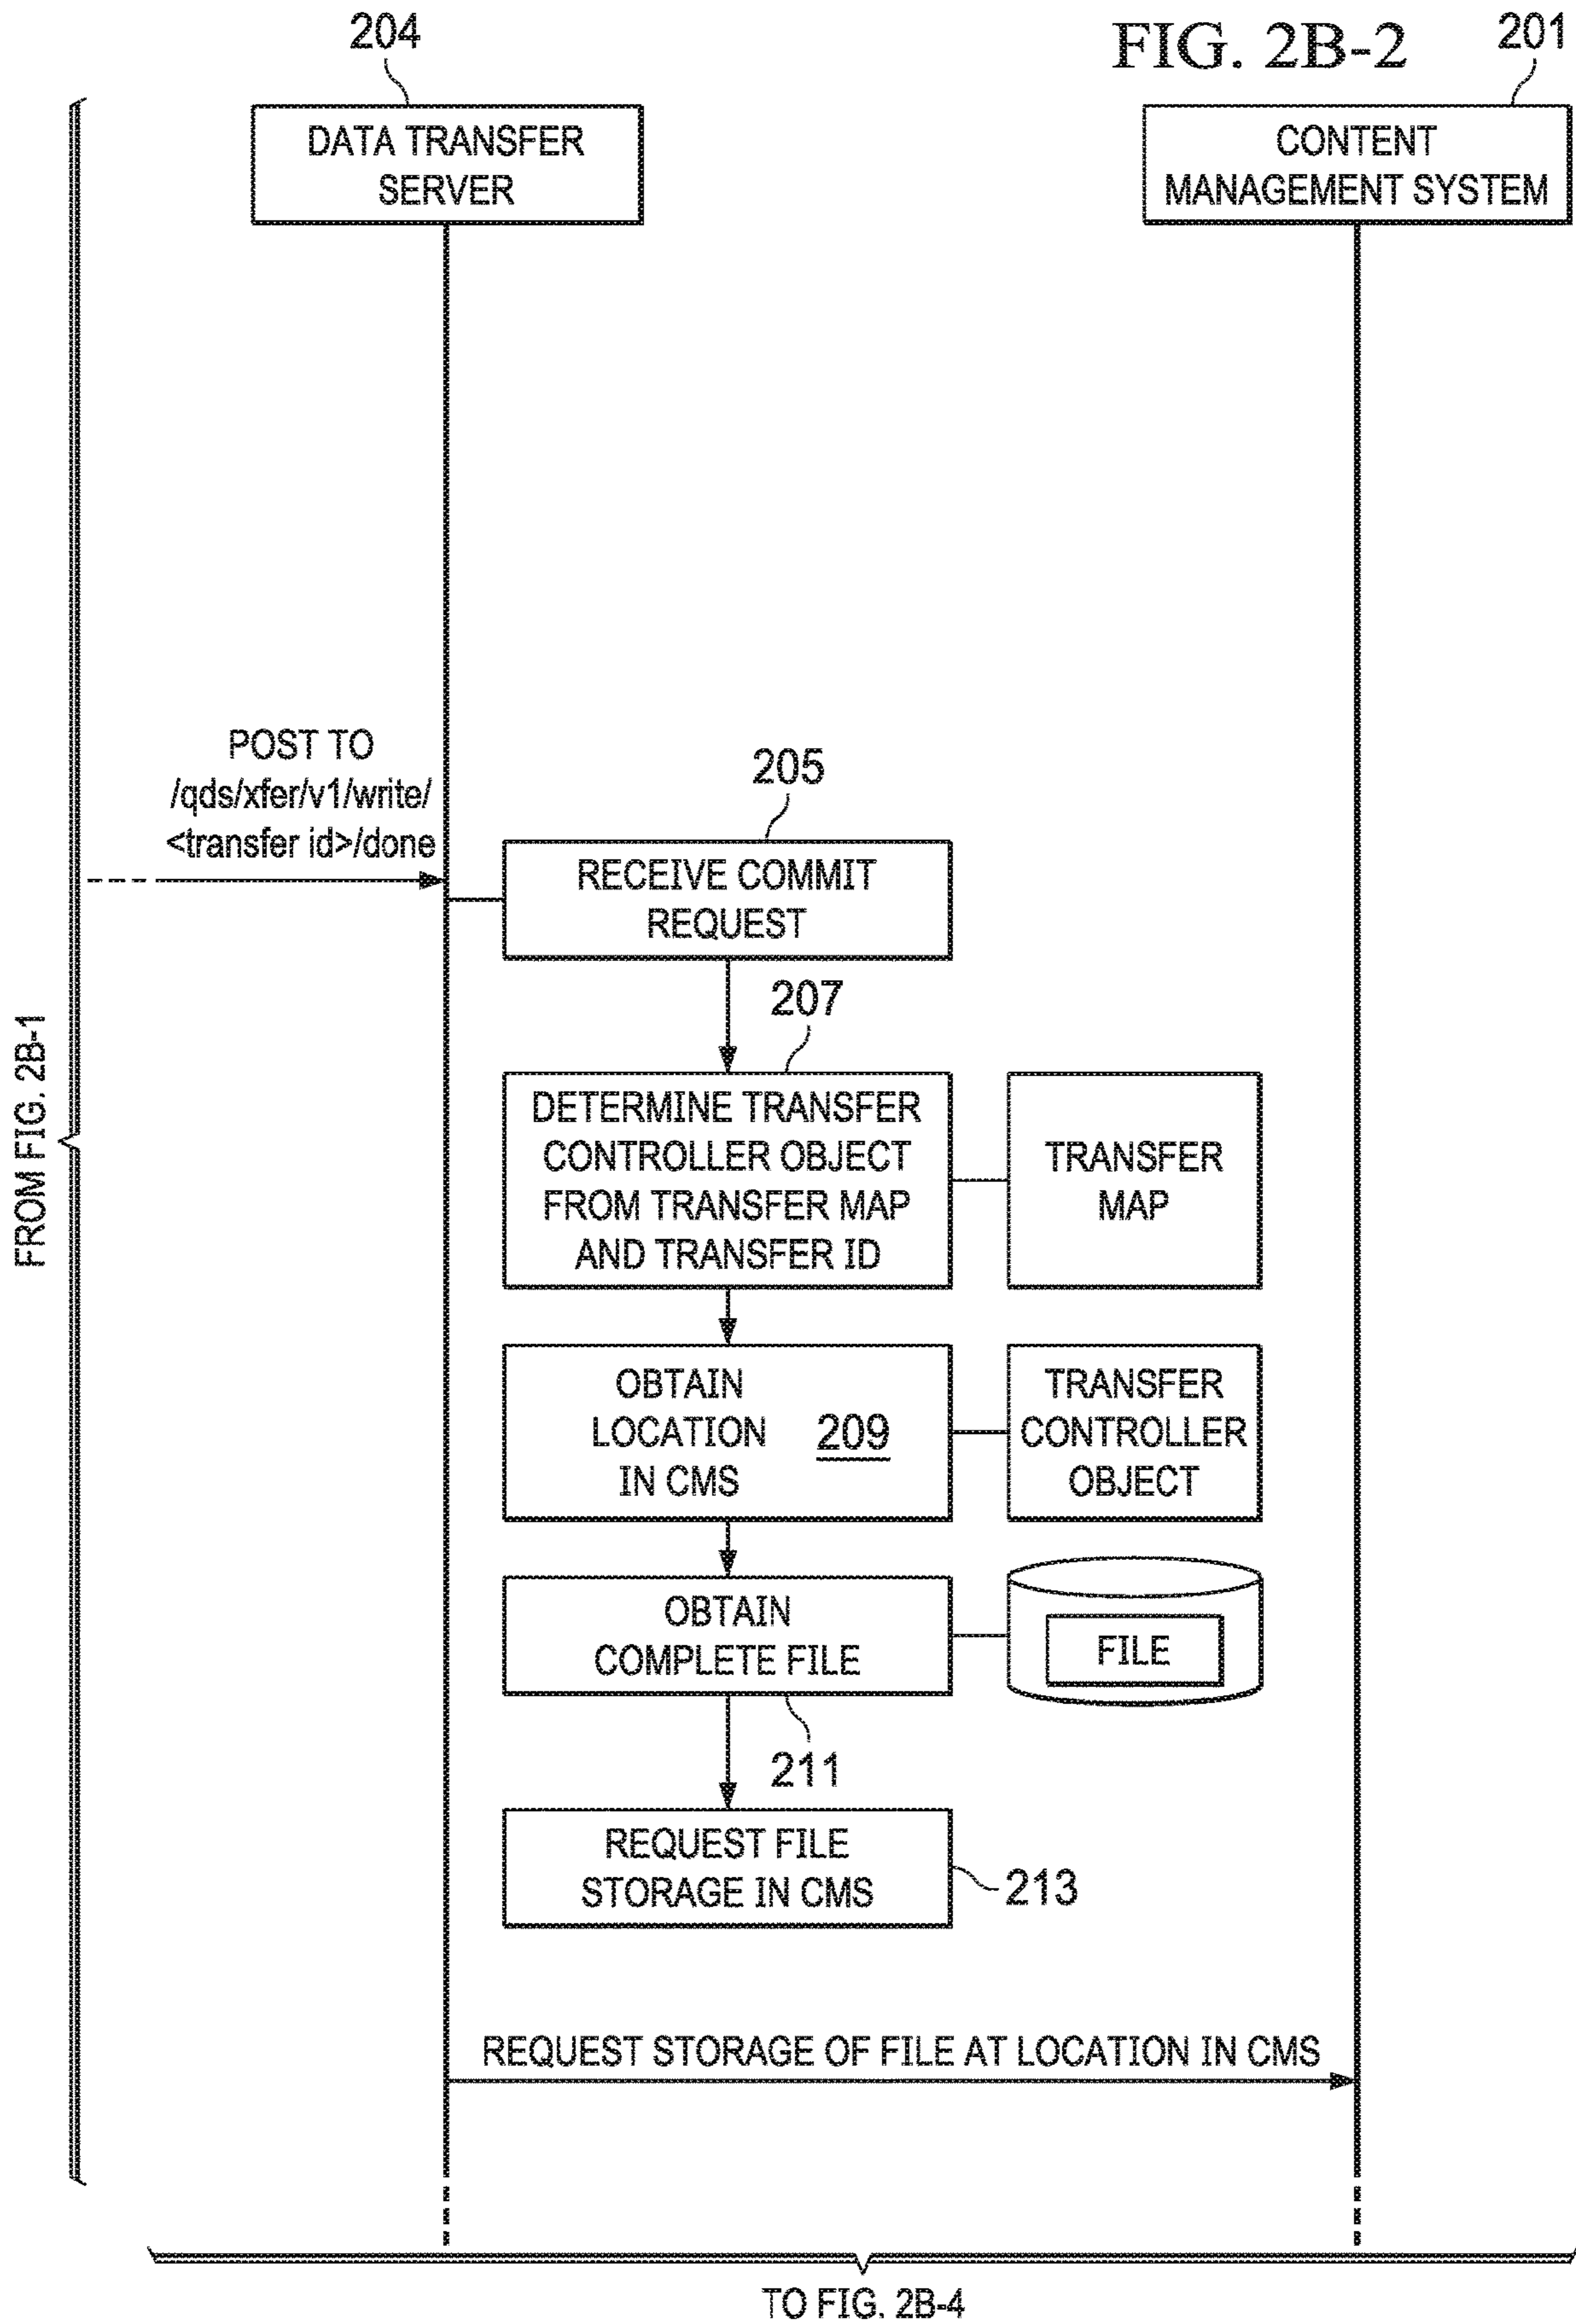 204
FIG. 2B-2
201
DATA TRANSFER
SERVER
CONTENT
MANAGEMENT SYSTEM
POST TO
/qds/xfer/v1/write/
<transfer id>/done
205
RECEIVE COMMIT
REQUEST
207
DETERMINE TRANSFER
CONTROLLER OBJECT
FROM TRANSFER MAP
AND TRANSFER ID
TRANSFER
MAP
FROM FIG. 2B-1
OBTAIN
LOCATION
IN CMS
209
TRANSFER
CONTROLLER
OBJECT
OBTAIN
COMPLETE FILE
FILE
211
REQUEST FILE
STORAGE IN CMS
213
REQUEST STORAGE OF FILE AT LOCATION IN CMS
TO FIG. 2B-4